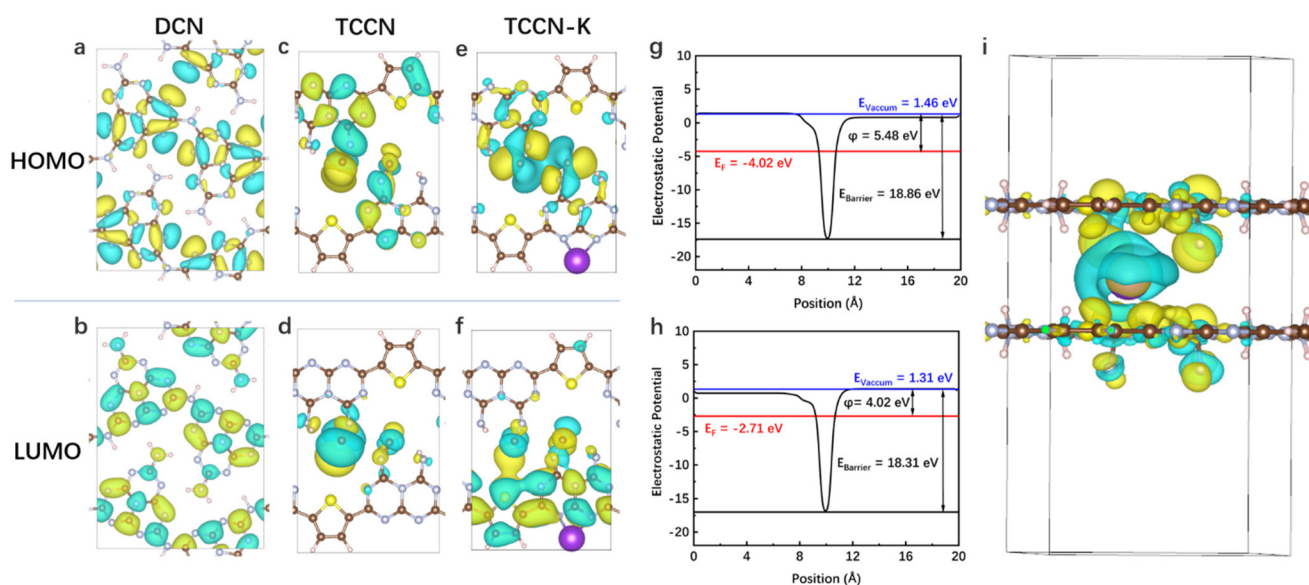 DCN TCCN TCCN-K
a c e g i
HOMO
10
5
0
-5
-10
-15
-20
Electrostatic Potential
E_Vaccum = 1.46 eV
φ = 5.48 eV
E_F = -4.02 eV
E_Barrier = 18.86 eV
0 4 8 12 16 20
Position (Å)
b d f h
LUMO
10
5
0
-5
-10
-15
-20
Electrostatic Potential
E_Vaccum = 1.31 eV
φ= 4.02 eV
E_F = -2.71 eV
E_Barrier = 18.31 eV
0 4 8 12 16 20
Position (Å)